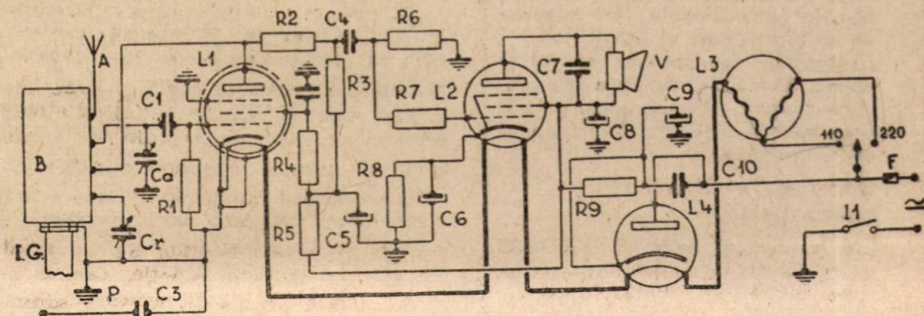 A
L1
R2
C4
R6
C1
R3
R7
L2
C7
V
L3
C9
C8
B
Ca
R1
R4
R8
C6
R9
C10
L4
110
220
F
I1
Cr
R5
C5
I.G.
P
C3